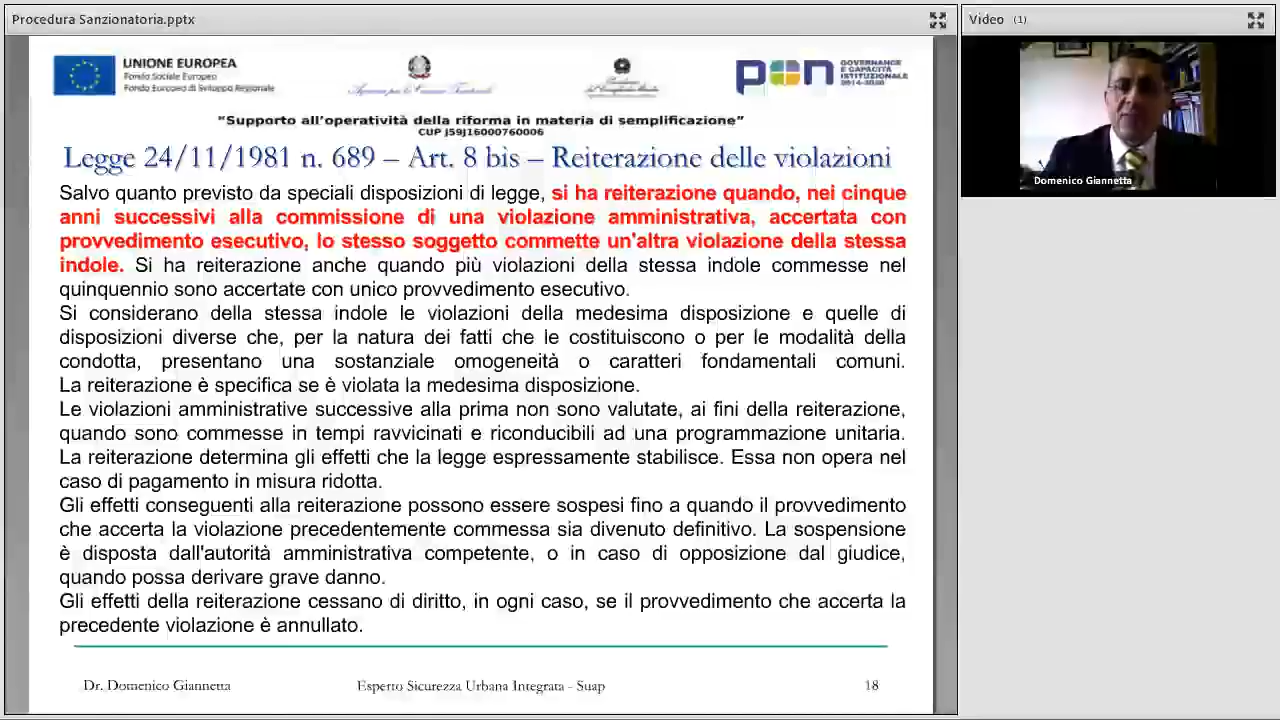 Procedura Sanzionatoria.pptx
Video (1)
UNIONE EUROPEA
Fondo Sociale Europeo
Fondo Europeo di Sviluppo Regionale
pon GOVERNANCE
E CAPACITÀ
ISTITUZIONALE
2014-2020
Domenico Giannetta
"Supporto all'operatività della riforma in materia di semplificazione"
CUP J59J16000760006
Legge 24/11/1981 n. 689 – Art. 8 bis – Reiterazione delle violazioni
Salvo quanto previsto da speciali disposizioni di legge, si ha reiterazione quando, nei cinque
anni successivi alla commissione di una violazione amministrativa, accertata con
provvedimento esecutivo, lo stesso soggetto commette un'altra violazione della stessa
indole. Si ha reiterazione anche quando più violazioni della stessa indole commesse nel
quinquennio sono accertate con unico provvedimento esecutivo.
Si considerano della stessa indole le violazioni della medesima disposizione e quelle di
disposizioni diverse che, per la natura dei fatti che le costituiscono o per le modalità della
condotta, presentano una sostanziale omogeneità o caratteri fondamentali comuni.
La reiterazione è specifica se è violata la medesima disposizione.
Le violazioni amministrative successive alla prima non sono valutate, ai fini della reiterazione,
quando sono commesse in tempi ravvicinati e riconducibili ad una programmazione unitaria.
La reiterazione determina gli effetti che la legge espressamente stabilisce. Essa non opera nel
caso di pagamento in misura ridotta.
Gli effetti conseguenti alla reiterazione possono essere sospesi fino a quando il provvedimento
che accerta la violazione precedentemente commessa sia divenuto definitivo. La sospensione
è disposta dall'autorità amministrativa competente, o in caso di opposizione dal giudice,
quando possa derivare grave danno.
Gli effetti della reiterazione cessano di diritto, in ogni caso, se il provvedimento che accerta la
precedente violazione è annullato.
Dr. Domenico Giannetta
Esperto Sicurezza Urbana Integrata - Suap
18